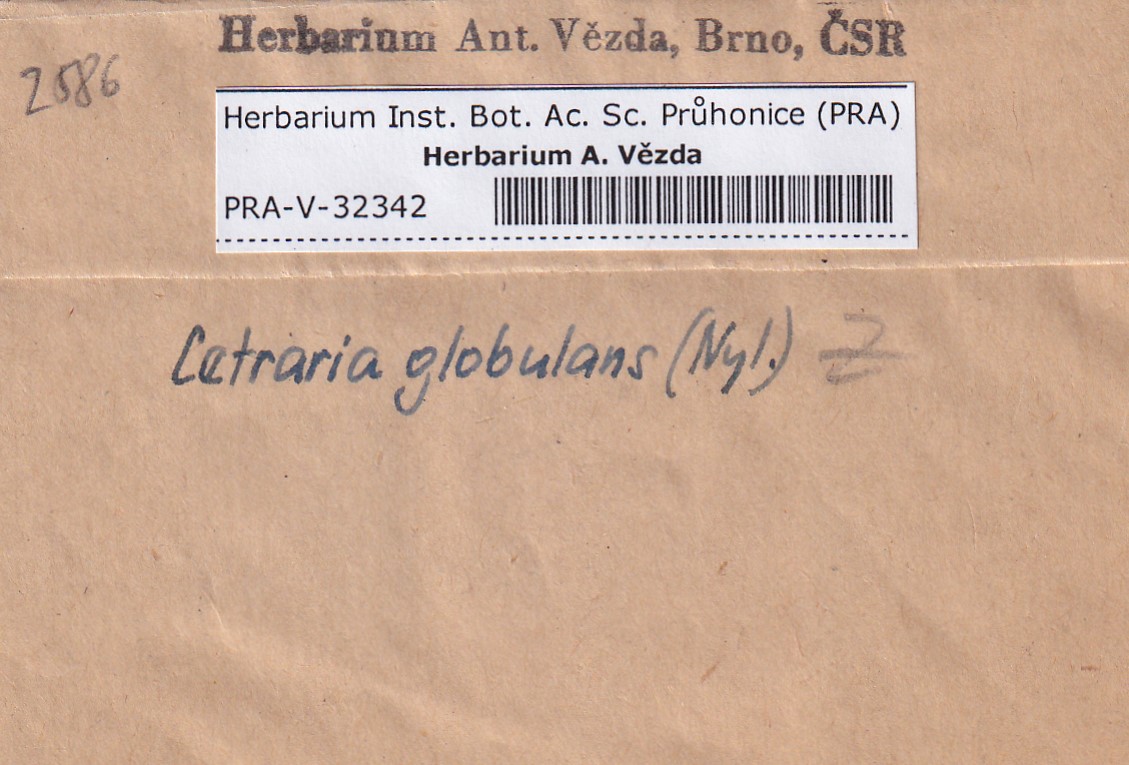 Herbarium Ant. Vězda, Brno, ČSR
2586
Herbarium Inst. Bot. Ac. Sc. Průhonice (PRA)
Herbarium A. Vězda
PRA-V-32342
Cetraria globulans (Nyl.) Z